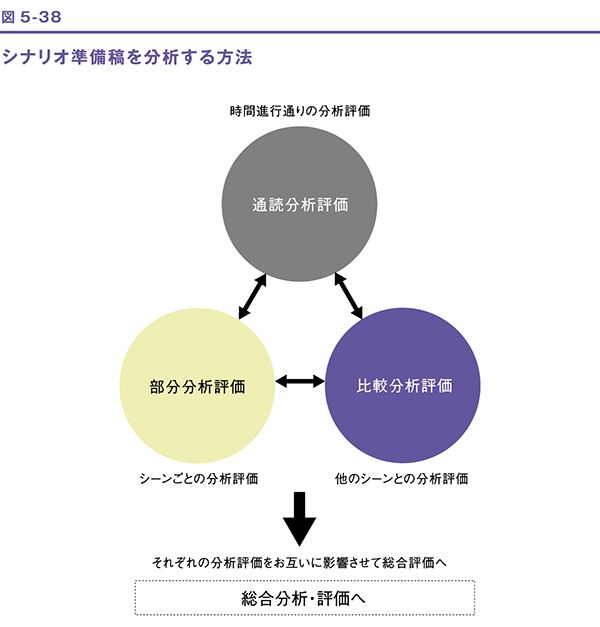 図5-38
シナリオ準備稿を分析する方法
時間進行通りの分析評価
通読分析評価
部分分析評価
比較分析評価
シーンごとの分析評価
他のシーンとの分析評価
それぞれの分析評価をお互いに影響させて総合評価へ
総合分析・評価へ